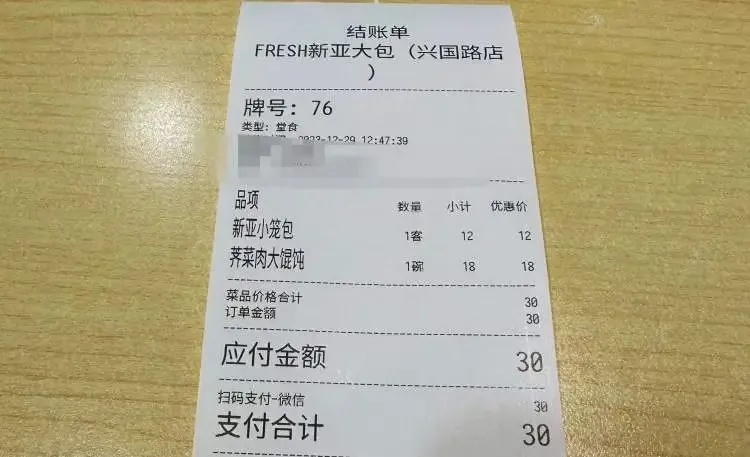 结账单
FRESH新亚大包（兴国路店
）
牌号：76
类型：堂食
2023-12-29 12:47:39
品项 数量 小计 优惠价
新亚小笼包 1客 12 12
荠菜肉大馄饨 1碗 18 18
菜品价格合计 30
订单金额 30
应付金额 30
扫码支付-微信 30
支付合计 30